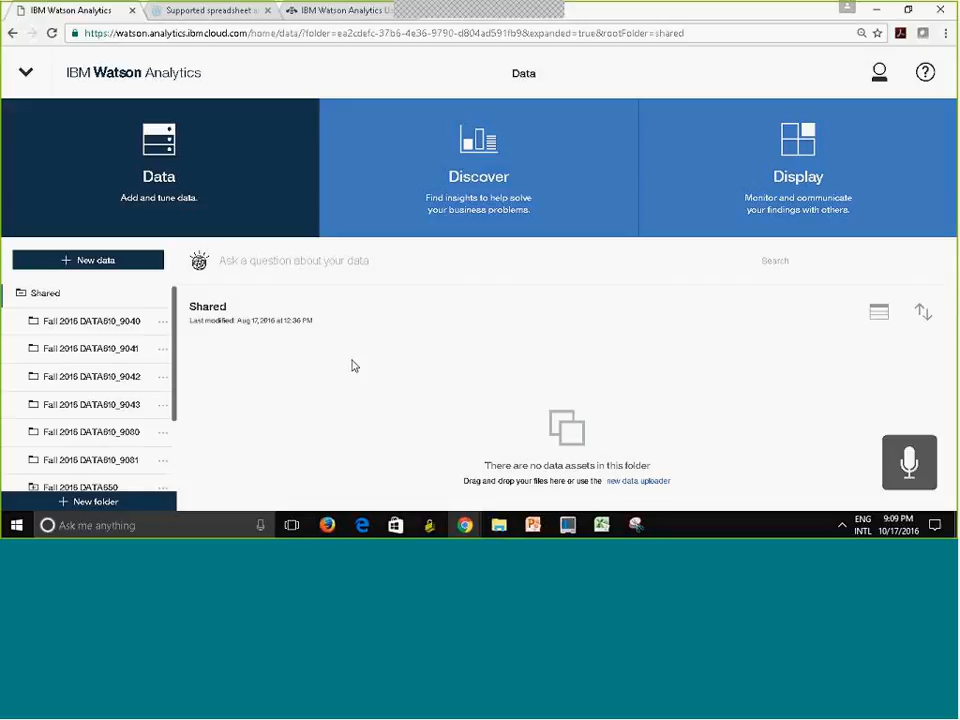 IBM Watson Analytics
Supported spreadsheet a
IBM Watson Analytics U
https://watson.analytics.ibmcloud.com/home/data/?folder=ea2cdefc-37b6-4e36-9790-d804ad591fb9&expanded=true&rootFolder=shared
IBM Watson Analytics
Data
Data
Add and tune data.
Discover
Find insights to help solve
your business problems.
Display
Monitor and communicate
your findings with others.
+ New data
Ask a question about your data
Search
Shared
Fall 2016 DATA610_9040
Fall 2016 DATA610_9041
Fall 2016 DATA610_9042
Fall 2016 DATA610_9043
Fall 2016 DATA610_9080
Fall 2016 DATA610_9081
Fall 2016 DATA650
+ New folder
Shared
Last modified: Aug 17, 2016 at 12:36 PM
There are no data assets in this folder
Drag and drop your files here or use the new data uploader
Ask me anything
ENG
INTL
9:09 PM
10/17/2016